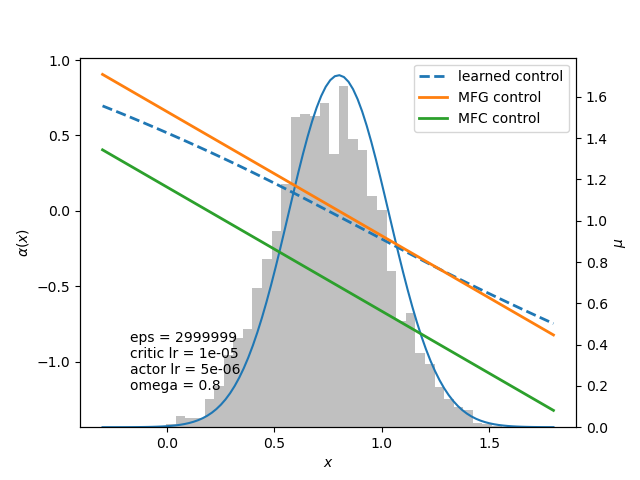 learned control
MFG control
MFC control
1.0
0.5
0.0
−0.5
−1.0
α(x)
eps = 2999999
critic lr = 1e-05
actor lr = 5e-06
omega = 0.8
1.6
1.4
1.2
1.0
0.8
0.6
0.4
0.2
0.0
μ
0.0 0.5 1.0 1.5
x